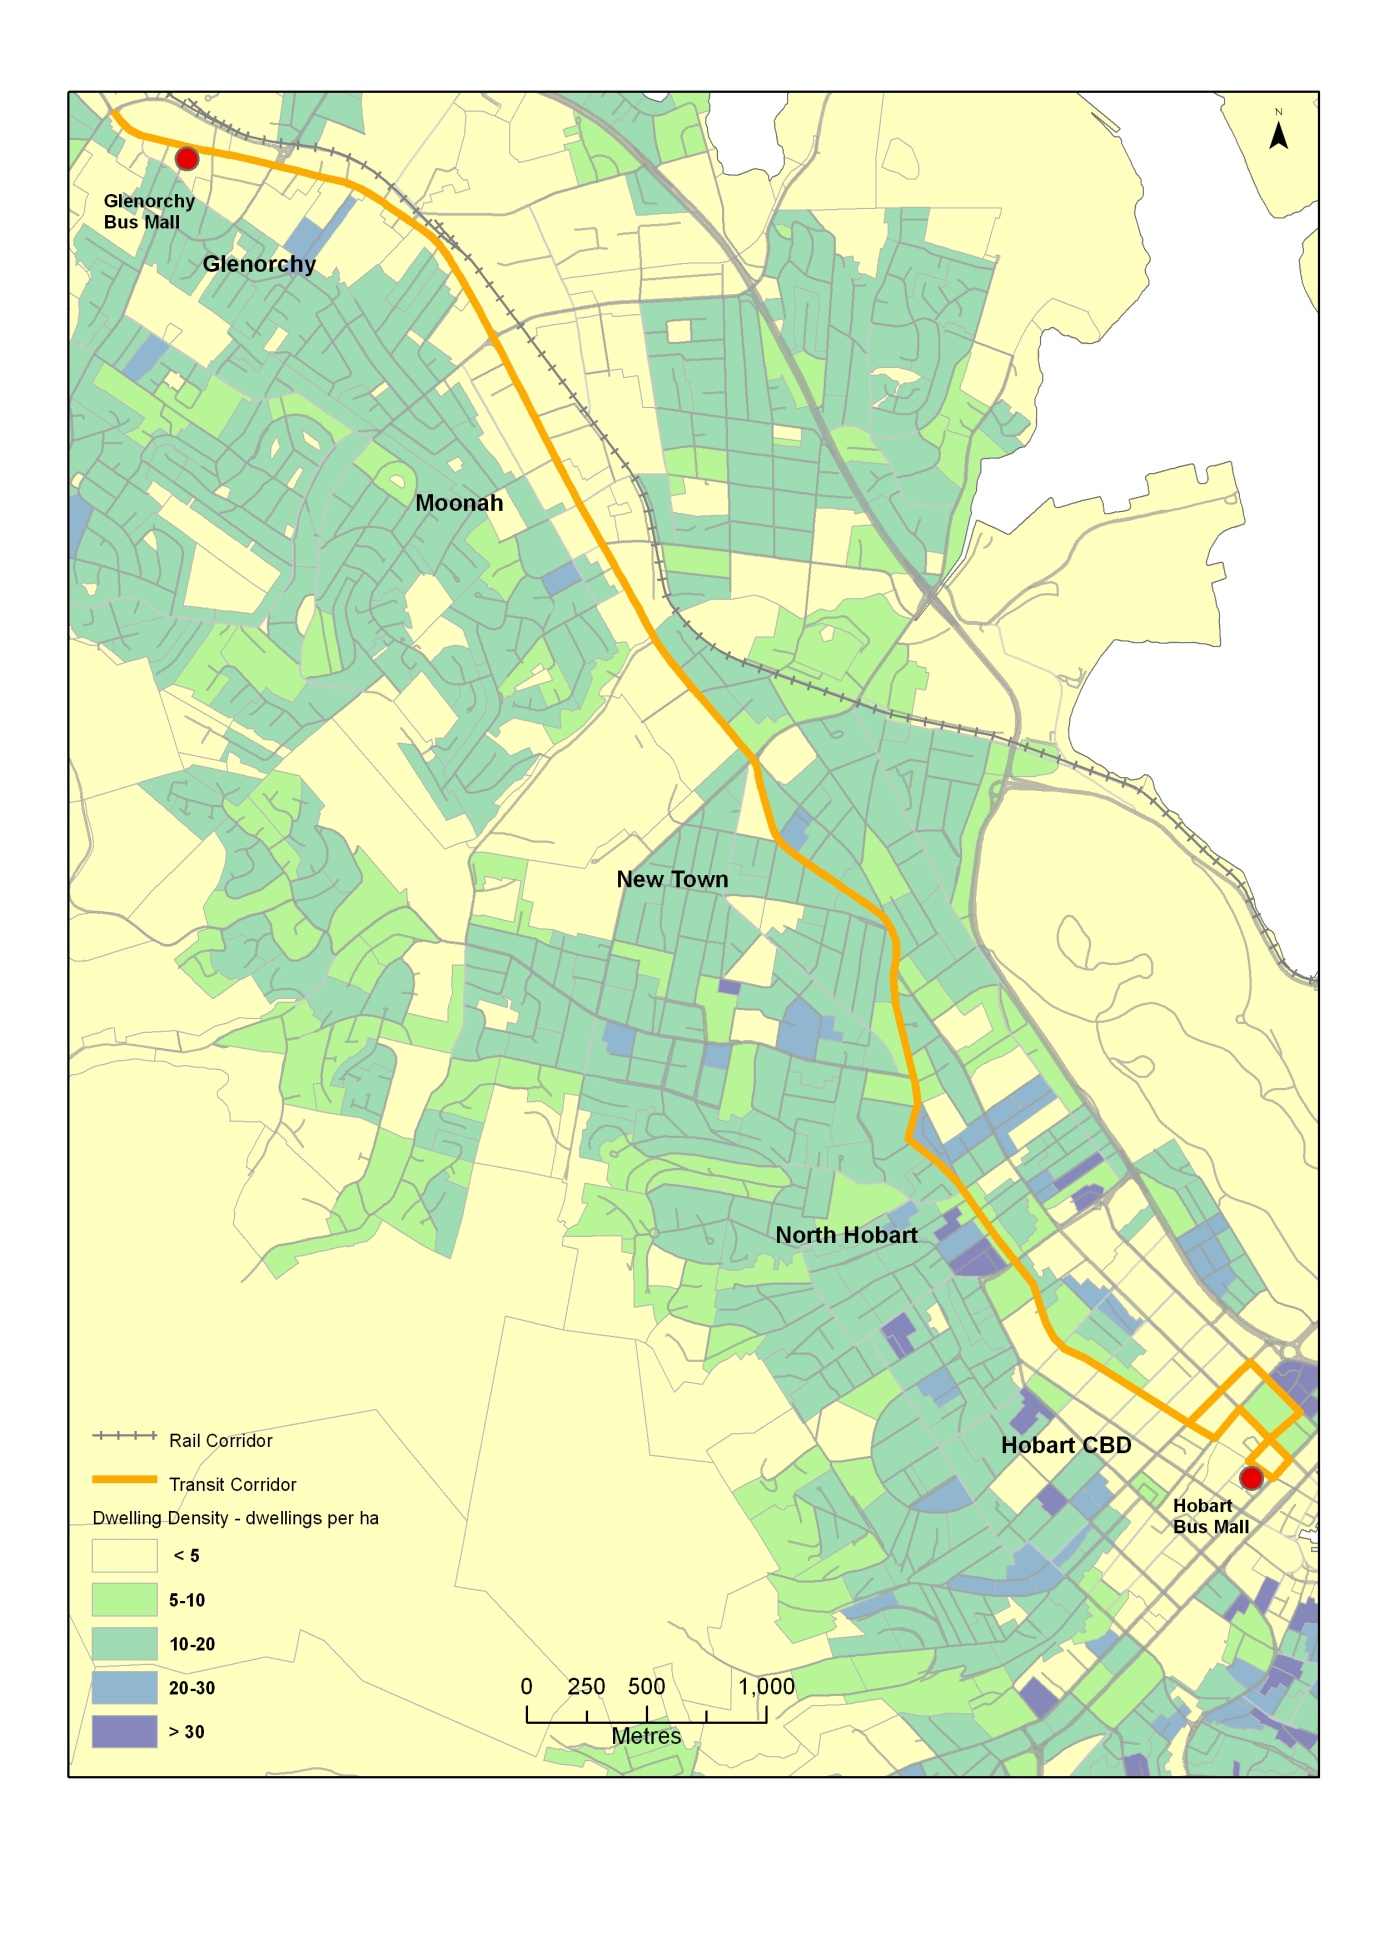 N
Glenorchy
Bus Mall
Glenorchy
Moonah
New Town
North Hobart
Hobart CBD
Hobart
Bus Mall
Rail Corridor
Transit Corridor
Dwelling Density - dwellings per ha
< 5
5-10
10-20
20-30
> 30
0 250 500 1,000
Metres